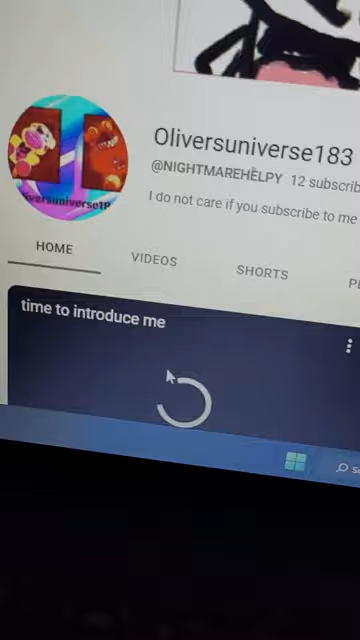 Oliversuniverse183
@NIGHTMAREHELPY 12 subscrib
I do not care if you subscribe to me
HOME VIDEOS SHORTS
time to introduce me